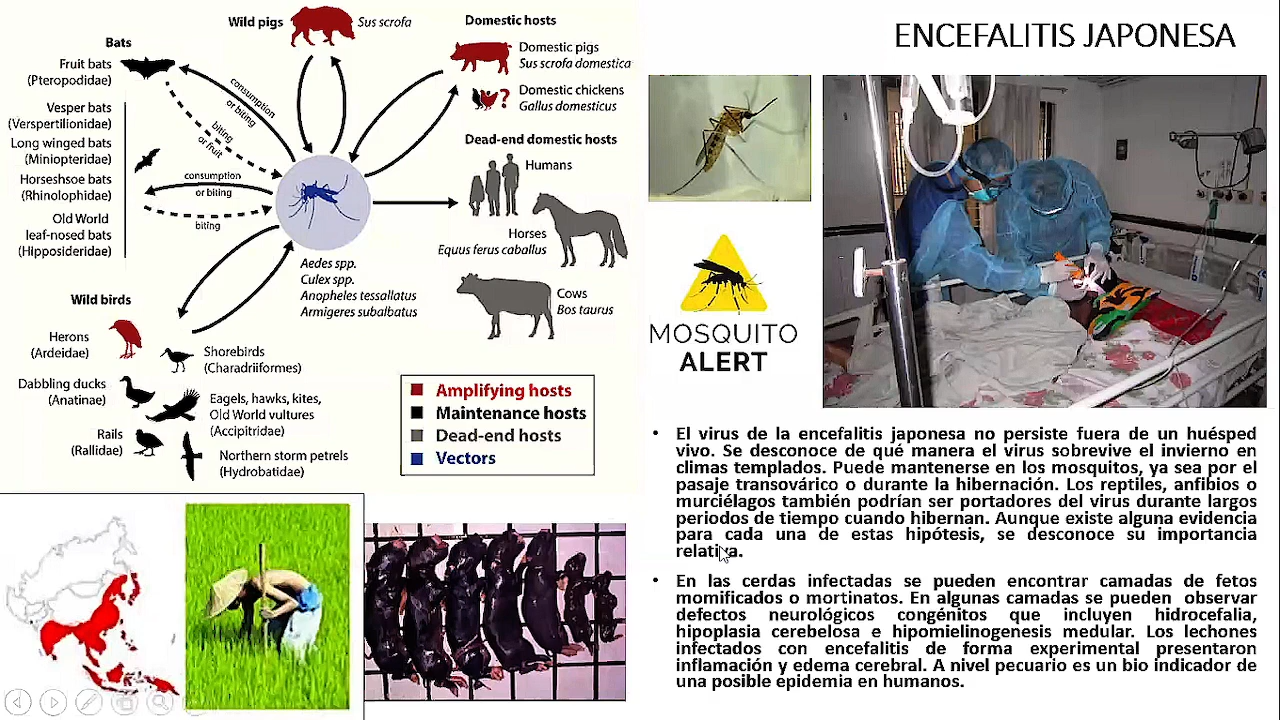 ENCEFALITIS JAPONESA
Wild pigs
Sus scrofa
Domestic hosts
Domestic pigs
Sus scrofa domestica
Domestic chickens
Gallus domesticus
?
Bats
Fruit bats
(Pteropodidae)
Vesper bats
(Verspertilionidae)
Long winged bats
(Miniopteridae)
Horseshsoe bats
(Rhinolophidae)
Old World
leaf-nosed bats
(Hipposideridae)
consumption
or biting
biting
or fruit
consumption
or biting
biting
Dead-end domestic hosts
Humans
Horses
Equus ferus caballus
Cows
Bos taurus
Aedes spp.
Culex spp.
Anopheles tessallatus
Armigeres subalbatus
Wild birds
Herons
(Ardeidae)
Shorebirds
(Charadriiformes)
Dabbling ducks
(Anatinae)
Eagels, hawks, kites,
Old World vultures
(Accipitridae)
Rails
(Rallidae)
Northern storm petrels
(Hydrobatidae)
Amplifying hosts
Maintenance hosts
Dead-end hosts
Vectors
MOSQUITO
ALERT
• El virus de la encefalitis japonesa no persiste fuera de un huésped
vivo. Se desconoce de qué manera el virus sobrevive el invierno en
climas templados. Puede mantenerse en los mosquitos, ya sea por el
pasaje transovárico o durante la hibernación. Los reptiles, anfibios o
murciélagos también podrían ser portadores del virus durante largos
periodos de tiempo cuando hibernan. Aunque existe alguna evidencia
para cada una de estas hipótesis, se desconoce su importancia
relativa.
• En las cerdas infectadas se pueden encontrar camadas de fetos
momificados o mortinatos. En algunas camadas se pueden observar
defectos neurológicos congénitos que incluyen hidrocefalia,
hipoplasia cerebelosa e hipomielinogenesis medular. Los lechones
infectados con encefalitis de forma experimental presentaron
inflamación y edema cerebral. A nivel pecuario es un bio indicador de
una posible epidemia en humanos.